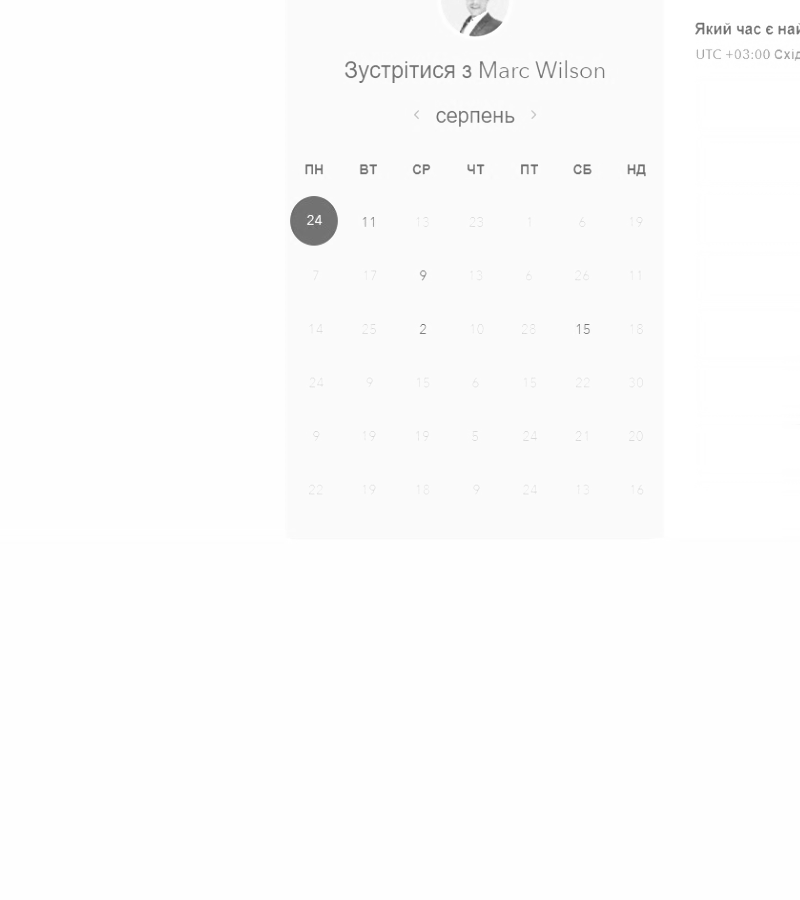 Який час є най
UTC +03:00 Схід
Зустрітися з Marc Wilson
серпень
ПН ВТ СР ЧТ ПТ СБ НД
24 11 13 23 1 6 19
7 17 9 13 6 26 11
14 25 2 10 28 15 18
24 9 15 6 15 22 30
9 19 19 5 24 21 20
22 19 18 9 24 13 16